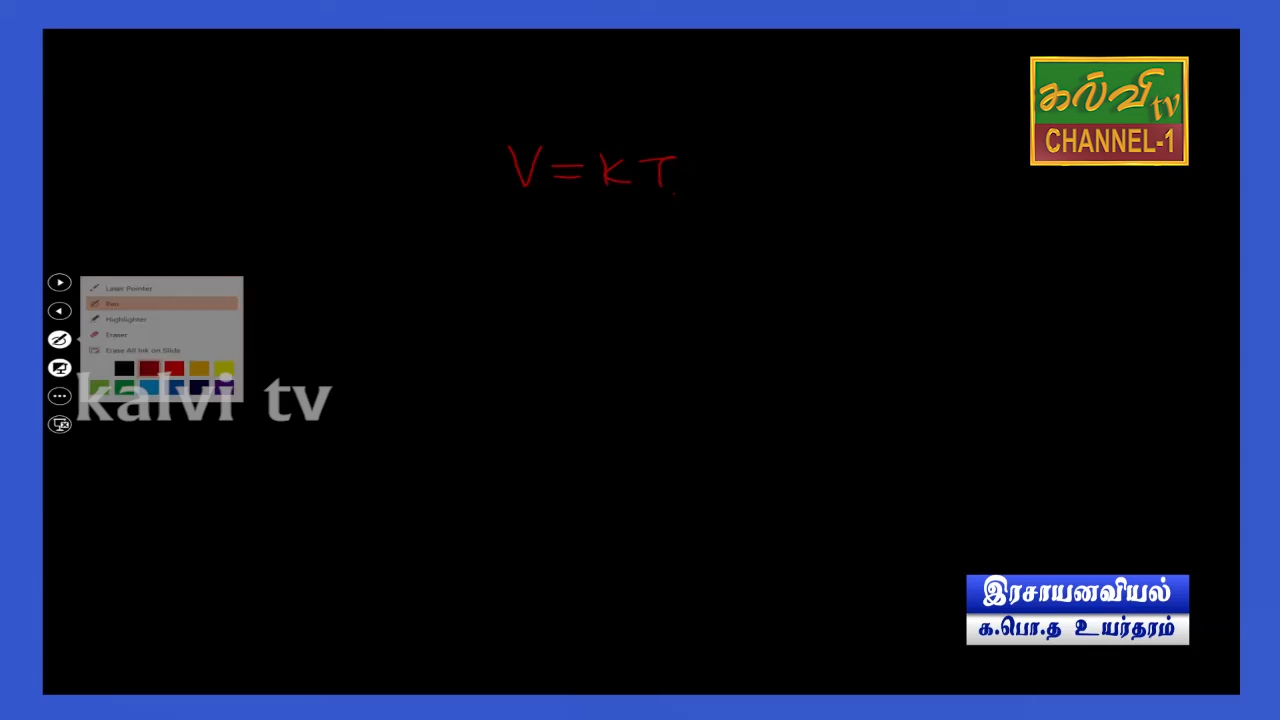 கல்வி tv
CHANNEL-1
V = KT
Laser Pointer
Pen
Highlighter
Eraser
Erase All Ink on Slide
kalvi tv
இரசாயனவியல்
க.பொ.த உயர்தரம்